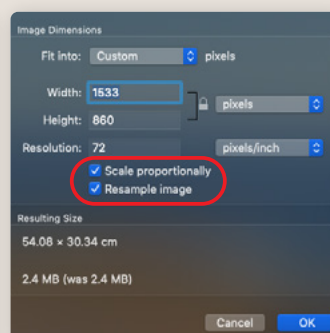 Image Dimensions
Fit into: Custom pixels
Width: 1533
pixels
Height: 860
Resolution: 72 pixels/inch
Scale proportionally
Resample image
Resulting Size
54.08 × 30.34 cm
2.4 MB (was 2.4 MB)
Cancel OK